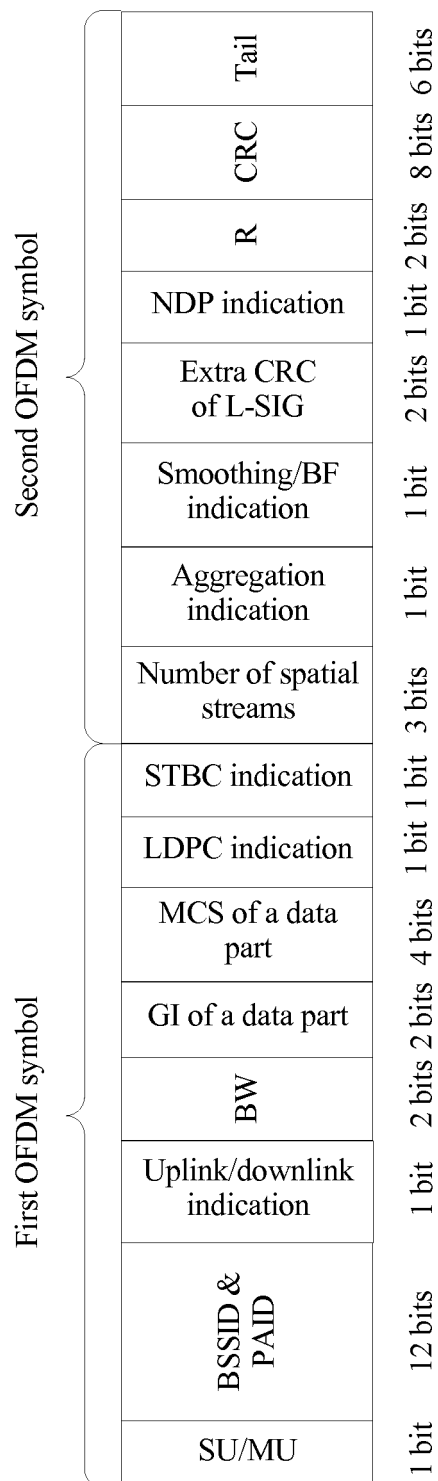 Tail
6 bits
CRC
8 bits
R
2 bits
NDP indication
1 bit
Extra CRC
of L-SIG
2 bits
Smoothing/BF
indication
1 bit
Aggregation
indication
1 bit
Number of spatial
streams
3 bits
Second OFDM symbol
STBC indication
1 bit
LDPC indication
1 bit
MCS of a data
part
4 bits
GI of a data part
2 bits
BW
2 bits
Uplink/downlink
indication
1 bit
BSSID &
PAID
12 bits
SU/MU
1 bit
First OFDM symbol